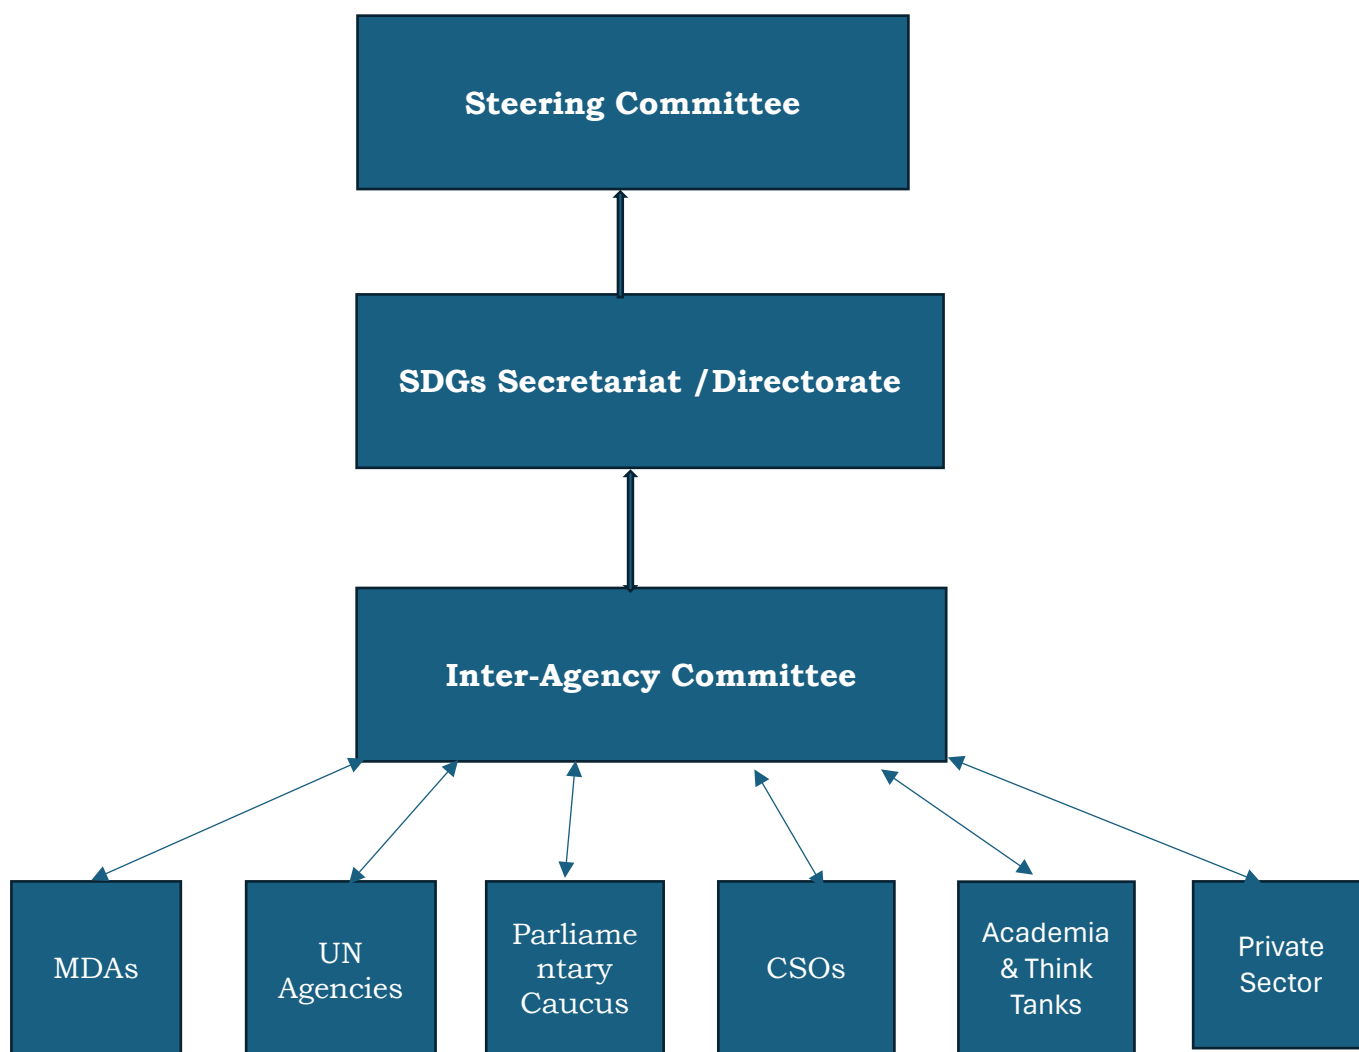 Steering Committee
SDGs Secretariat /Directorate
Inter-Agency Committee
MDAs
UN
Agencies
Parliame
ntary
Caucus
CSOs
Academia
& Think
Tanks
Private
Sector